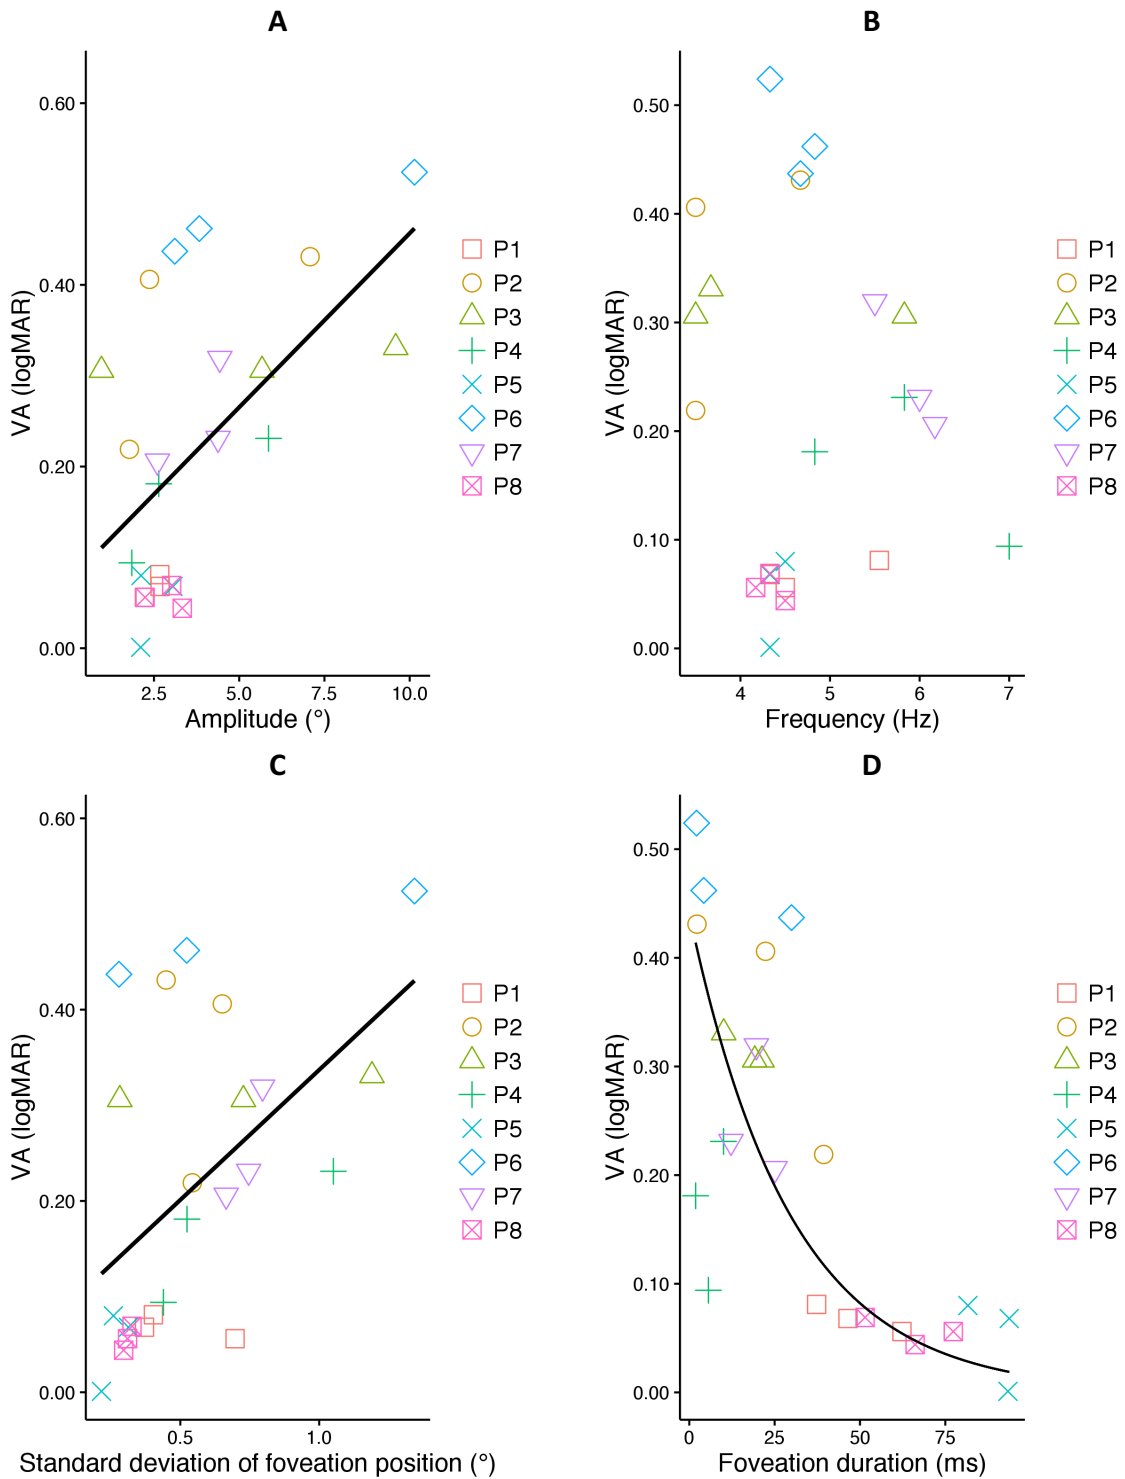 A
B
0.60
0.40
0.20
0.00
VA (logMAR)
2.5 5.0 7.5 10.0
Amplitude (°)
P1
P2
P3
P4
P5
P6
P7
P8
0.50
0.40
0.30
0.20
0.10
0.00
VA (logMAR)
4 5 6 7
Frequency (Hz)
P1
P2
P3
P4
P5
P6
P7
P8
C
D
0.60
0.40
0.20
0.00
VA (logMAR)
0.5 1.0
Standard deviation of foveation position (°)
P1
P2
P3
P4
P5
P6
P7
P8
0.50
0.40
0.30
0.20
0.10
0.00
VA (logMAR)
0 25 50 75
Foveation duration (ms)
P1
P2
P3
P4
P5
P6
P7
P8